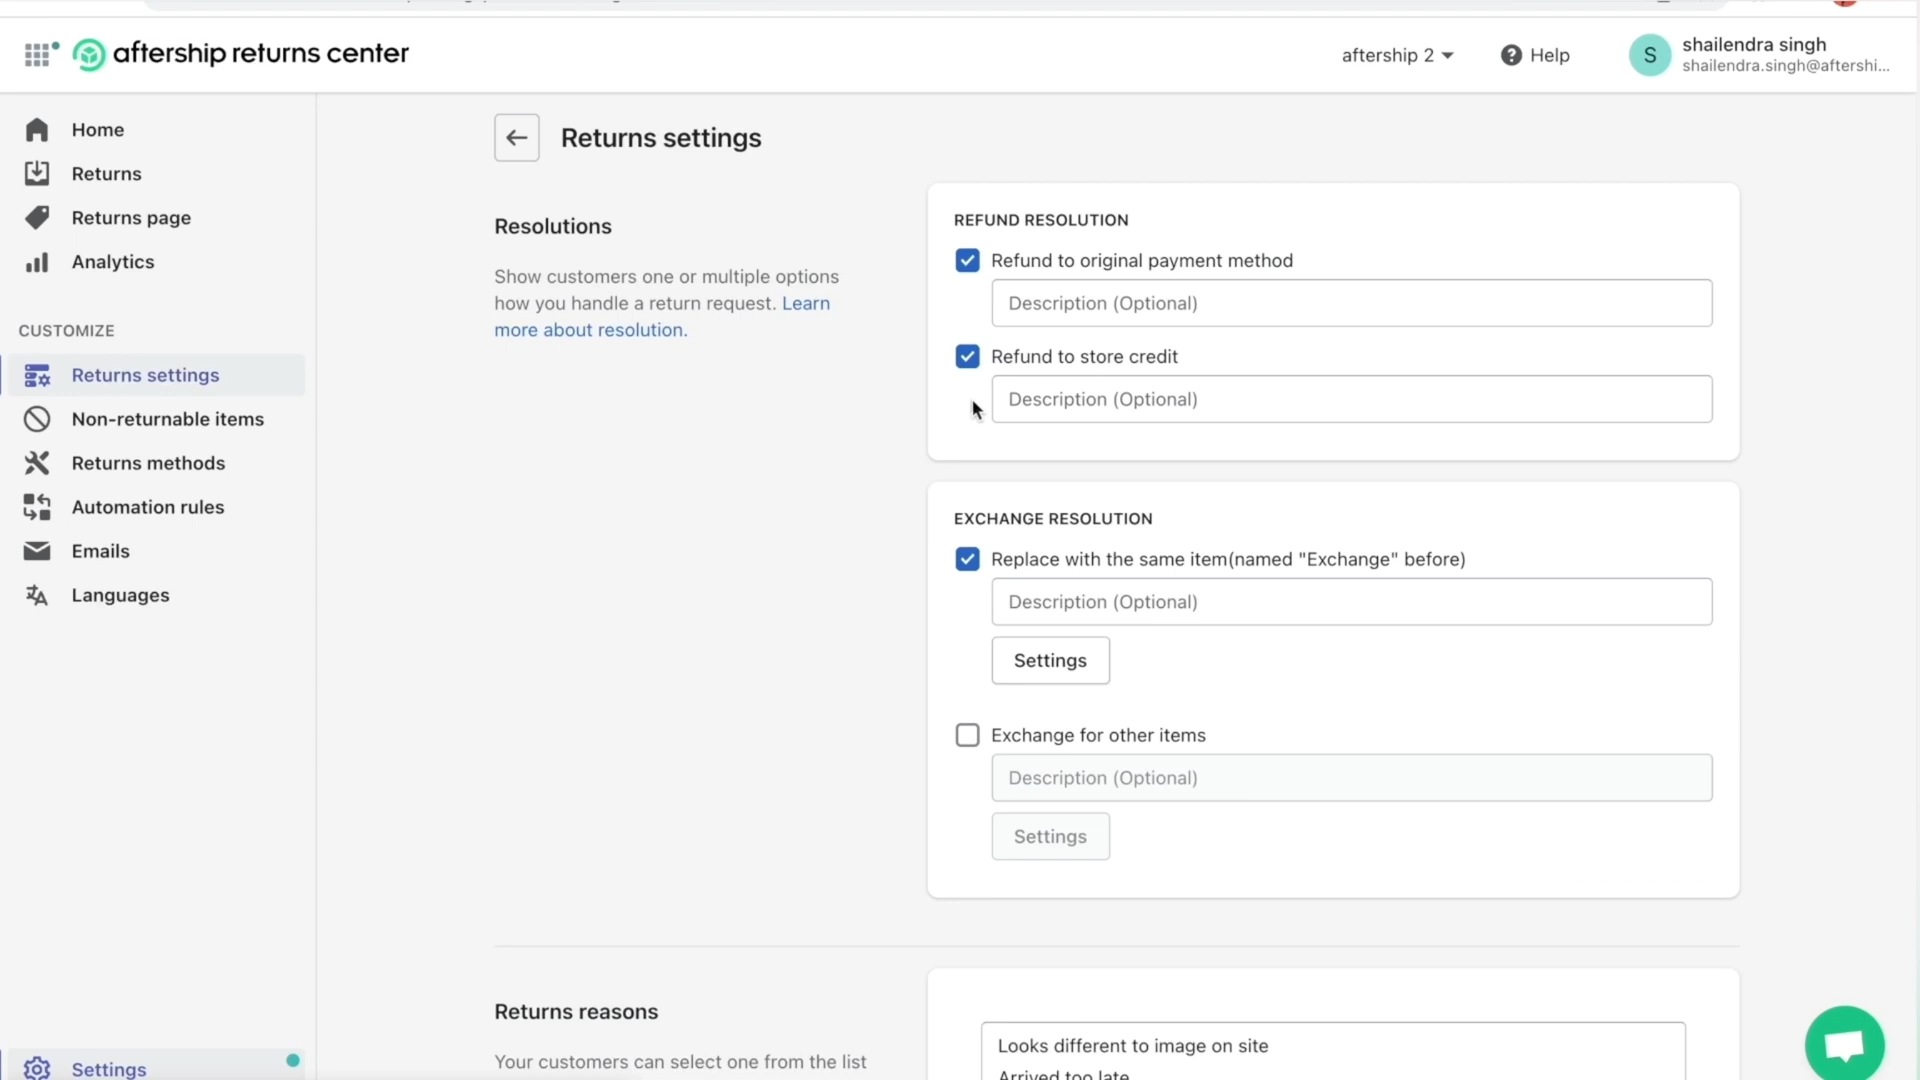 aftership returns center
aftership 2
Help
S
shailendra singh
shailendra.singh@aftershi...
Home
Returns
Returns page
Analytics
CUSTOMIZE
Returns settings
Non-returnable items
Returns methods
Automation rules
Emails
Languages
Settings
Returns settings
Resolutions
Show customers one or multiple options
how you handle a return request. Learn
more about resolution.
REFUND RESOLUTION
Refund to original payment method
Description (Optional)
Refund to store credit
Description (Optional)
EXCHANGE RESOLUTION
Replace with the same item(named "Exchange" before)
Description (Optional)
Settings
Exchange for other items
Description (Optional)
Settings
Returns reasons
Your customers can select one from the list
Looks different to image on site
Arrived too late